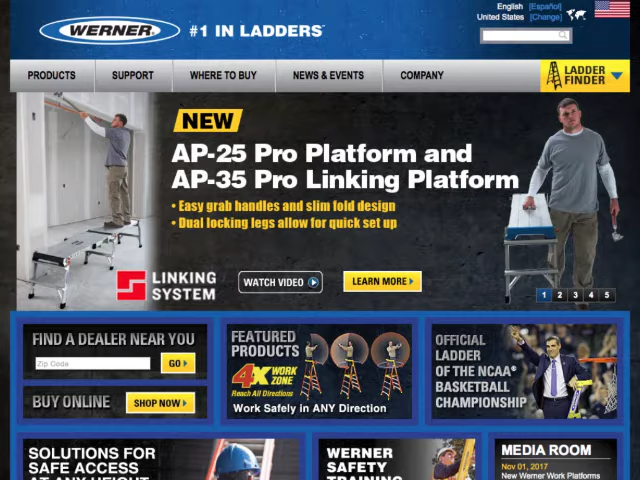 English [Español]
United States [Change]
WERNER #1 IN LADDERS
PRODUCTS SUPPORT WHERE TO BUY NEWS & EVENTS COMPANY LADDER FINDER
NEW
AP-25 Pro Platform and
AP-35 Pro Linking Platform
• Easy grab handles and slim fold design
• Dual locking legs allow for quick set up
LINKING
SYSTEM
WATCH VIDEO
LEARN MORE
1 2 3 4 5
FIND A DEALER NEAR YOU
Zip Code GO
BUY ONLINE SHOP NOW
FEATURED
PRODUCTS
4X WORK ZONE
Reach All Directions
Work Safely in ANY Direction
OFFICIAL
LADDER
OF THE NCAA®
BASKETBALL
CHAMPIONSHIP
SOLUTIONS FOR
SAFE ACCESS
AT ANY HEIGHT
WERNER
SAFETY
TRAINING
MEDIA ROOM
Nov 01, 2017
New Werner Work Platforms